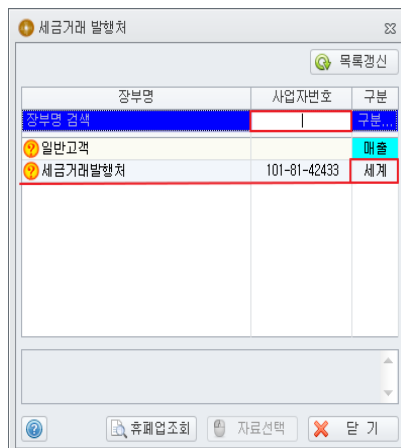 세금거래 발행처
목록갱신
장부명 사업자번호 구분
장부명 검색 구분...
일반고객 매출
세금거래발행처 101-81-42433 세계
휴폐업조회 자료선택 닫 기